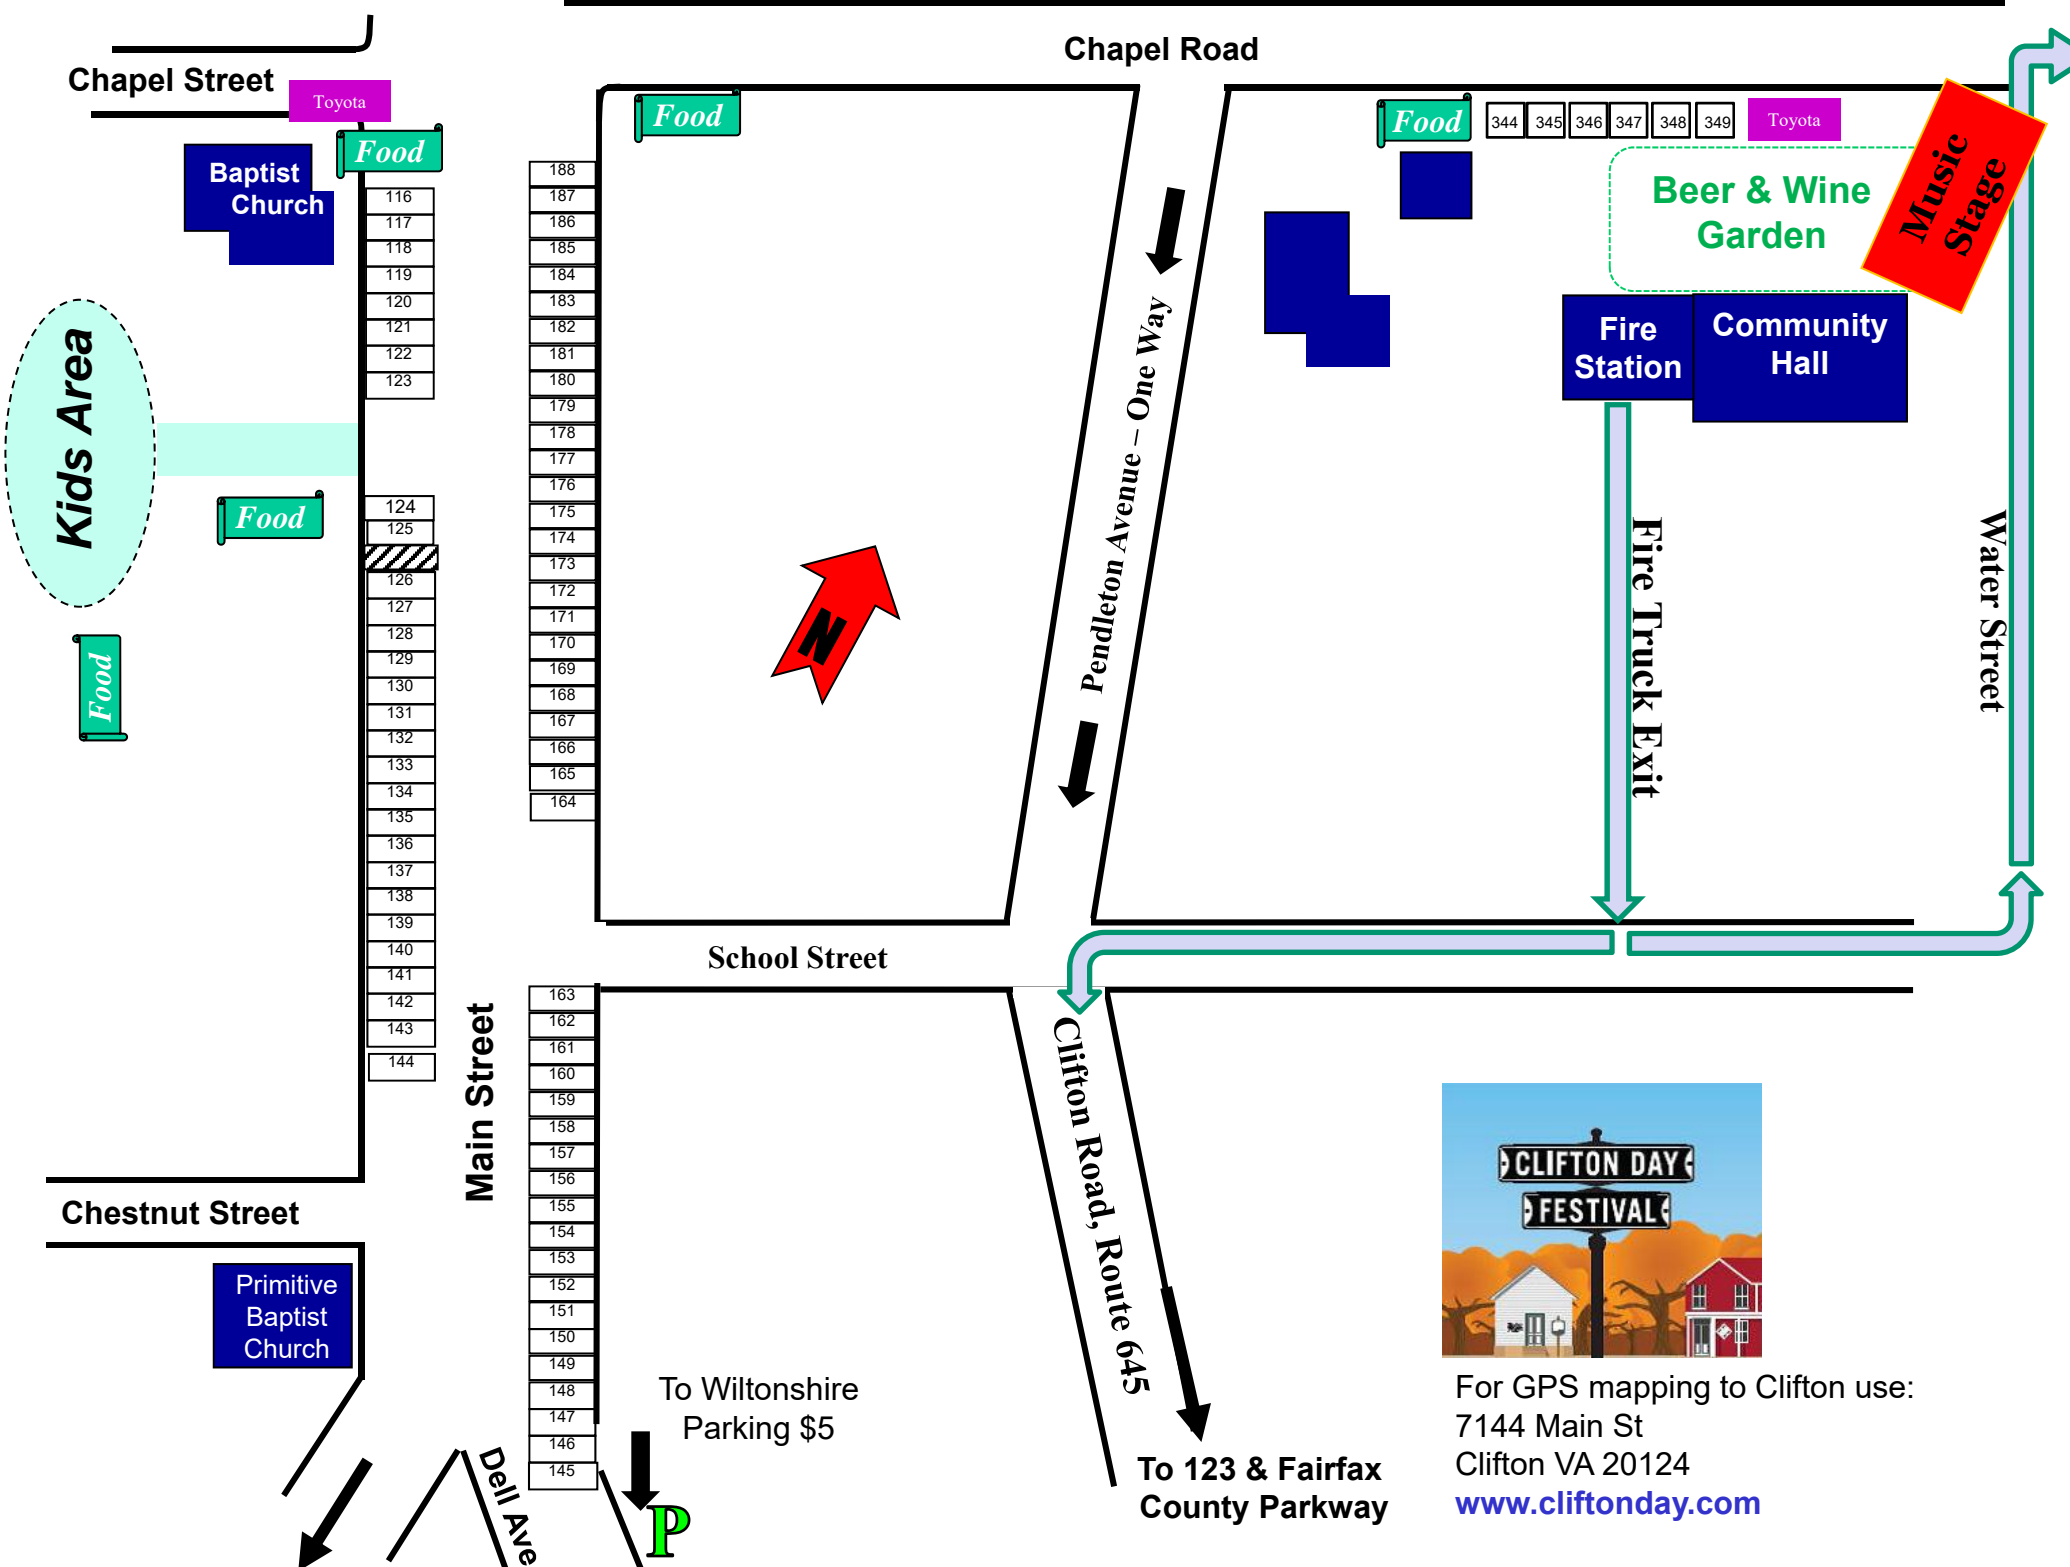 Chapel Road
Chapel Street
Toyota
Food
Food
Food
344
345
346
347
348
349
Toyota
Baptist
Church
Beer & Wine
Garden
Music
Stage
Fire
Station
Community
Hall
Kids Area
Food
Food
116
117
118
119
120
121
122
123
124
125
126
127
128
129
130
131
132
133
134
135
136
137
138
139
140
141
142
143
144
188
187
186
185
184
183
182
181
180
179
178
177
176
175
174
173
172
171
170
169
168
167
166
165
164
N
Pendleton Avenue – One Way
Fire Truck Exit
Water Street
School Street
Main Street
163
162
161
160
159
158
157
156
155
154
153
152
151
150
149
148
147
146
145
Clifton Road, Route 645
Chestnut Street
Primitive
Baptist
Church
Dell Ave
To Wiltonshire
Parking $5
P
To 123 & Fairfax
County Parkway
CLIFTON DAY
FESTIVAL
For GPS mapping to Clifton use:
7144 Main St
Clifton VA 20124
www.cliftonday.com